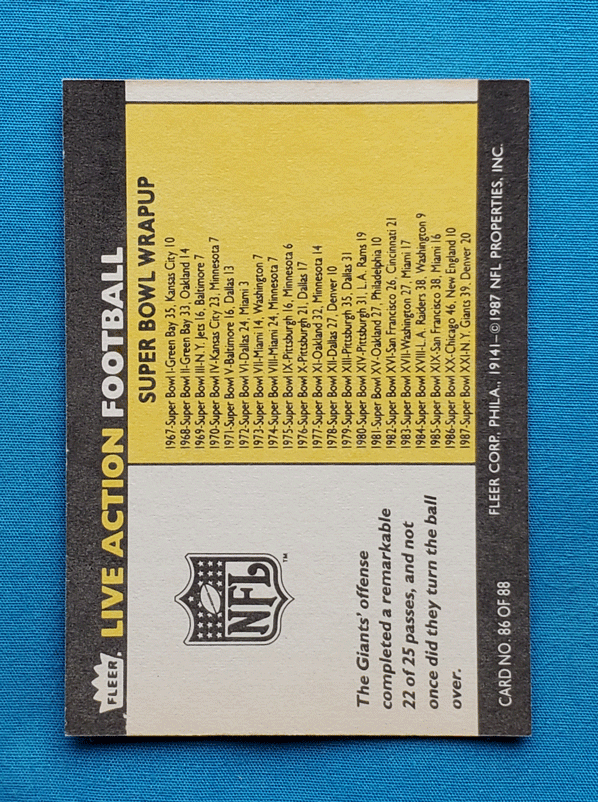 FLEER LIVE ACTION FOOTBALL
NFL
™
The Giants' offense
completed a remarkable
22 of 25 passes, and not
once did they turn the ball
over.
SUPER BOWL WRAPUP
1967-Super Bowl I-Green Bay 35, Kansas City 10
1968-Super Bowl II-Green Bay 33, Oakland 14
1969-Super Bowl III-N.Y. Jets 16, Baltimore 7
1970-Super Bowl IV-Kansas City 23, Minnesota 7
1971-Super Bowl V-Baltimore 16, Dallas 13
1972-Super Bowl VI-Dallas 24, Miami 3
1973-Super Bowl VII-Miami 14, Washington 7
1974-Super Bowl VIII-Miami 24, Minnesota 7
1975-Super Bowl IX-Pittsburgh 16, Minnesota 6
1976-Super Bowl X-Pittsburgh 21, Dallas 17
1977-Super Bowl XI-Oakland 32, Minnesota 14
1978-Super Bowl XII-Dallas 27, Denver 10
1979-Super Bowl XIII-Pittsburgh 35, Dallas 31
1980-Super Bowl XIV-Pittsburgh 31, L.A. Rams 19
1981-Super Bowl XV-Oakland 27, Philadelphia 10
1982-Super Bowl XVI-San Francisco 26, Cincinnati 21
1983-Super Bowl XVII-Washington 27, Miami 17
1984-Super Bowl XVIII-L.A. Raiders 38, Washington 9
1985-Super Bowl XIX-San Francisco 38, Miami 16
1986-Super Bowl XX-Chicago 46, New England 10
1987-Super Bowl XXI-N.Y. Giants 39, Denver 20
CARD NO. 86 OF 88 FLEER CORP., PHILA., 19141-©1987 NFL PROPERTIES, INC.